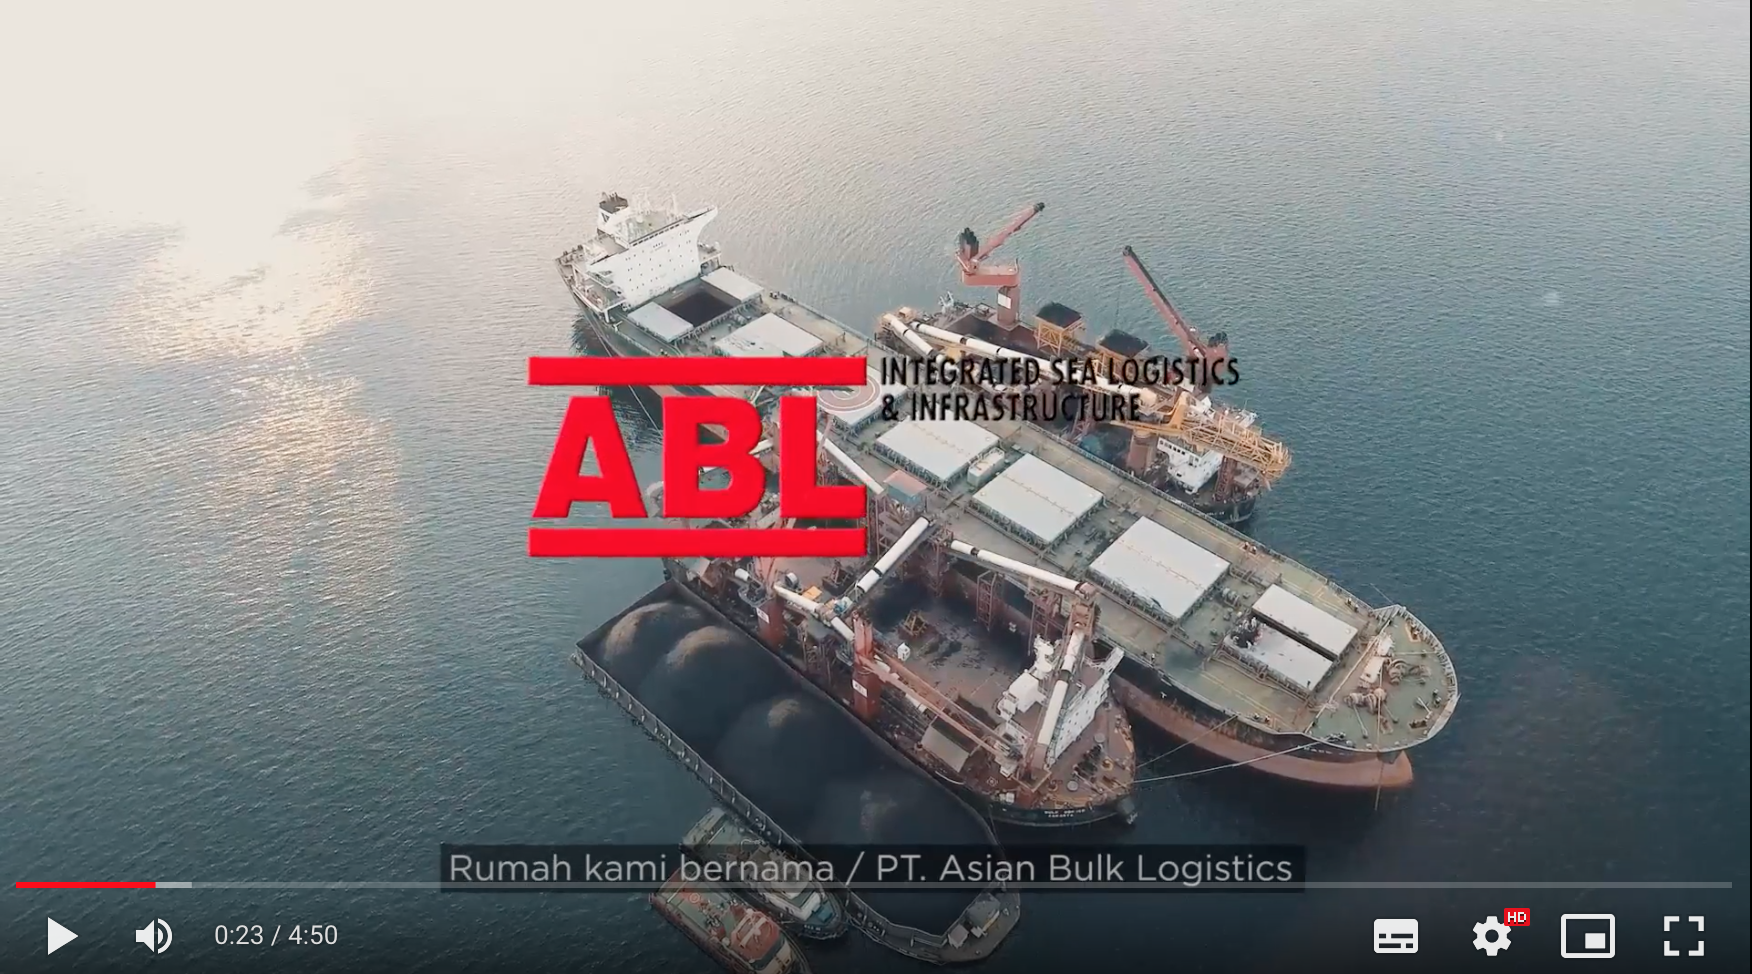 INTEGRATED SEA LOGISTICS
& INFRASTRUCTURE
ABL
Rumah kami bernama / PT. Asian Bulk Logistics
0:23 / 4:50
HD